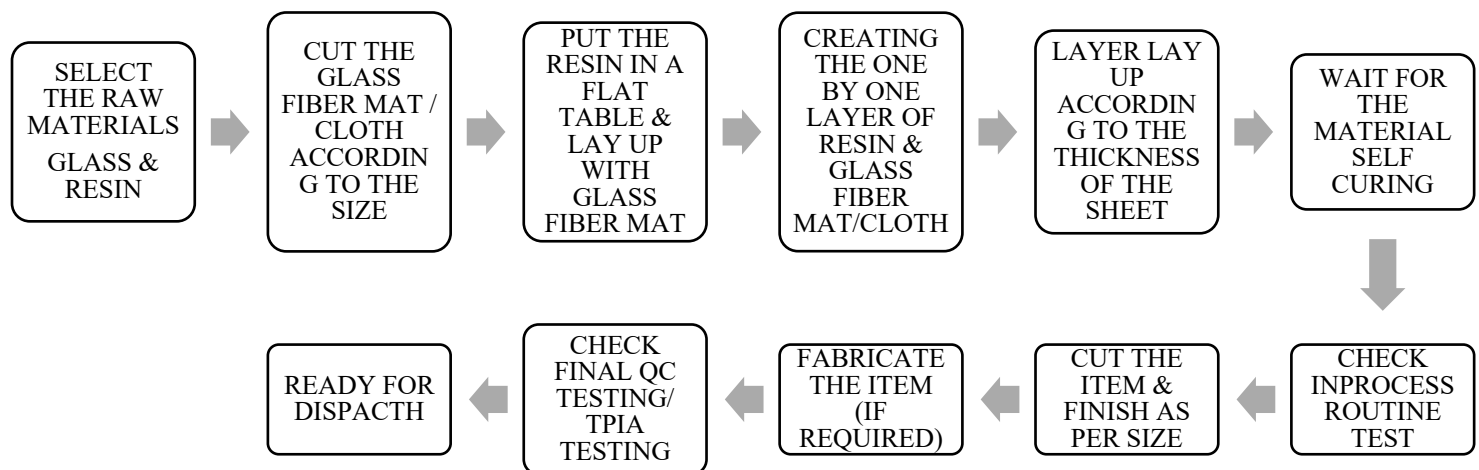 SELECT
THE RAW
MATERIALS
GLASS &
RESIN
CUT THE
GLASS
FIBER MAT /
CLOTH
ACCORDIN
G TO THE
SIZE
PUT THE
RESIN IN A
FLAT
TABLE &
LAY UP
WITH
GLASS
FIBER MAT
CREATING
THE ONE
BY ONE
LAYER OF
RESIN &
GLASS
FIBER
MAT/CLOTH
LAYER LAY
UP
ACCORDIN
G TO THE
THICKNESS
OF THE
SHEET
WAIT FOR
THE
MATERIAL
SELF
CURING
CHECK
INPROCESS
ROUTINE
TEST
CUT THE
ITEM &
FINISH AS
PER SIZE
FABRICATE
THE ITEM
(IF
REQUIRED)
CHECK
FINAL QC
TESTING/
TPIA
TESTING
READY FOR
DISPACTH